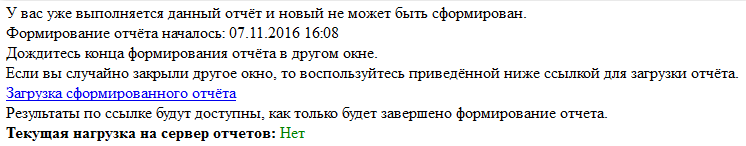 У вас уже выполняется данный отчёт и новый не может быть сформирован.
Формирование отчёта началось: 07.11.2016 16:08
Дождитесь конца формирования отчёта в другом окне.
Если вы случайно закрыли другое окно, то воспользуйтесь приведённой ниже ссылкой для загрузки отчёта.
Загрузка сформированного отчёта
Результаты по ссылке будут доступны, как только будет завершено формирование отчета.
Текущая нагрузка на сервер отчетов: Нет